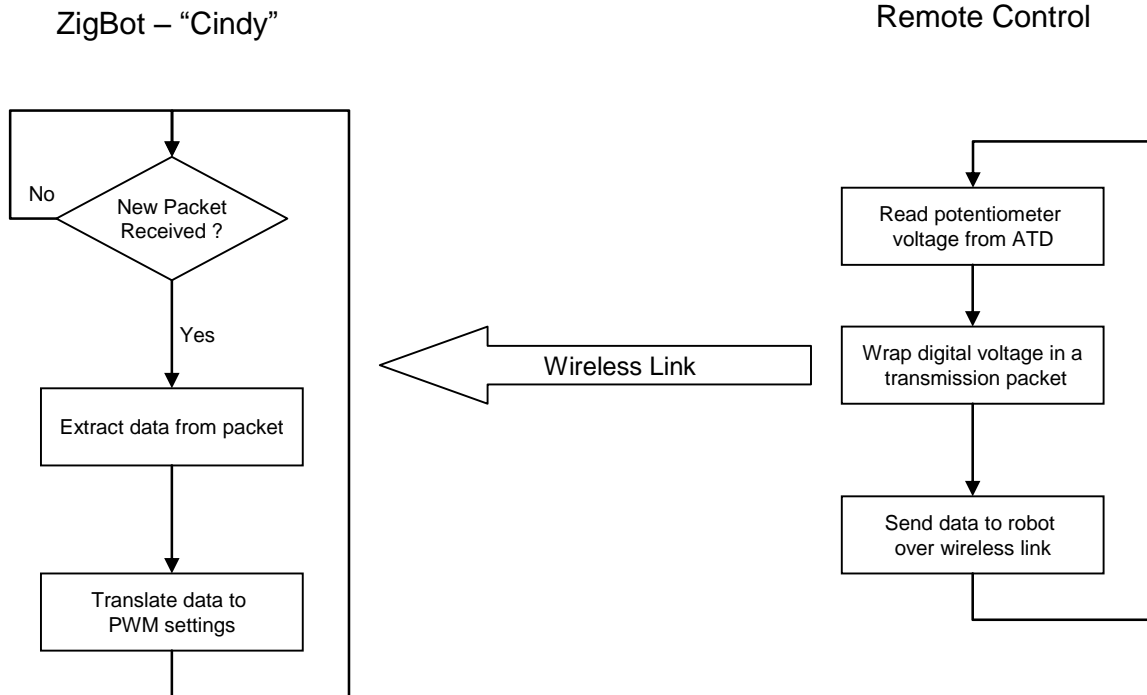 ZigBot – “Cindy”
Remote Control
No
New Packet
Received ?
Yes
Extract data from packet
Translate data to
PWM settings
Wireless Link
Read potentiometer
voltage from ATD
Wrap digital voltage in a
transmission packet
Send data to robot
over wireless link